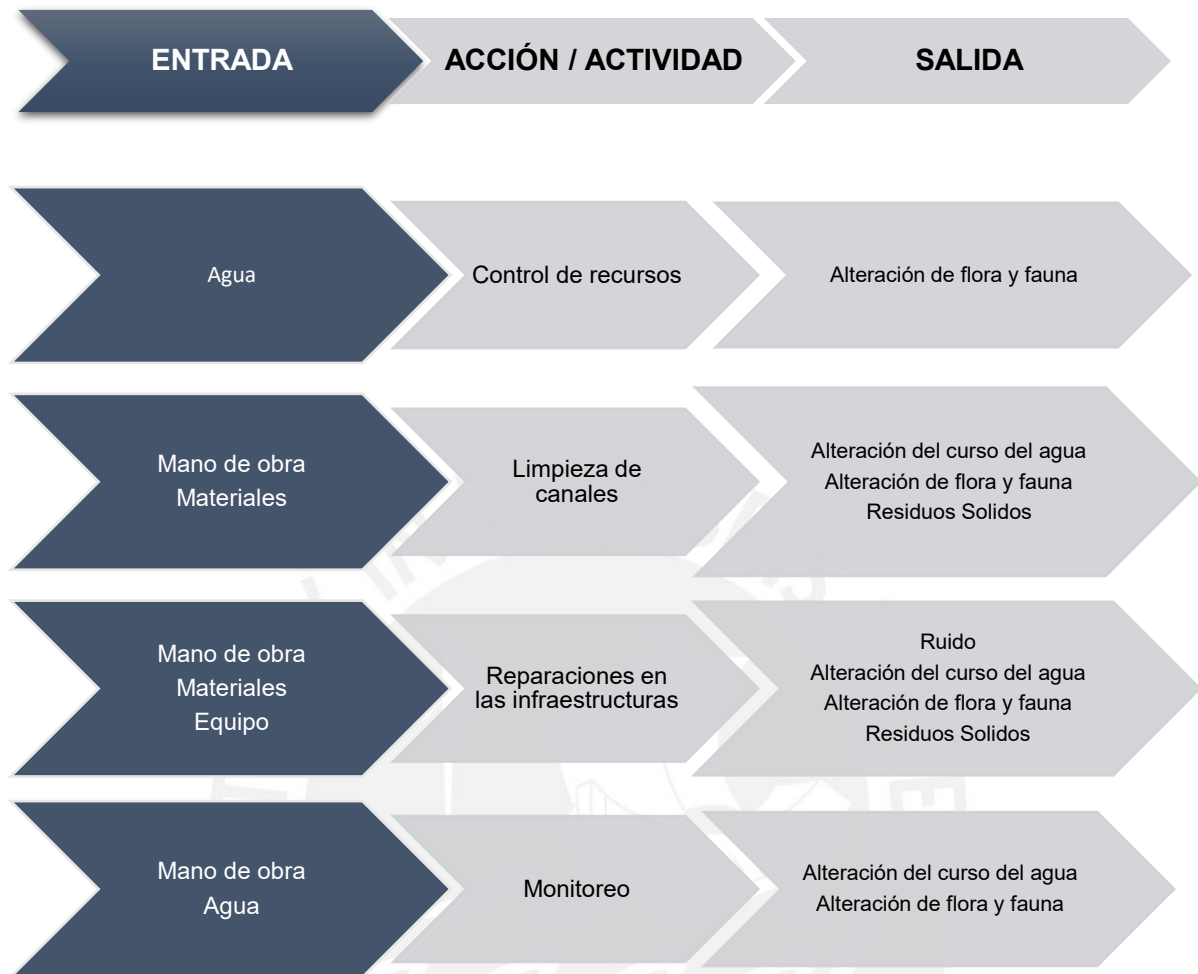 ENTRADA
ACCIÓN / ACTIVIDAD
SALIDA
Agua
Control de recursos
Alteración de flora y fauna
Mano de obra
Materiales
Limpieza de
canales
Alteración del curso del agua
Alteración de flora y fauna
Residuos Solidos
Mano de obra
Materiales
Equipo
Reparaciones en
las infraestructuras
Ruido
Alteración del curso del agua
Alteración de flora y fauna
Residuos Solidos
Mano de obra
Agua
Monitoreo
Alteración del curso del agua
Alteración de flora y fauna